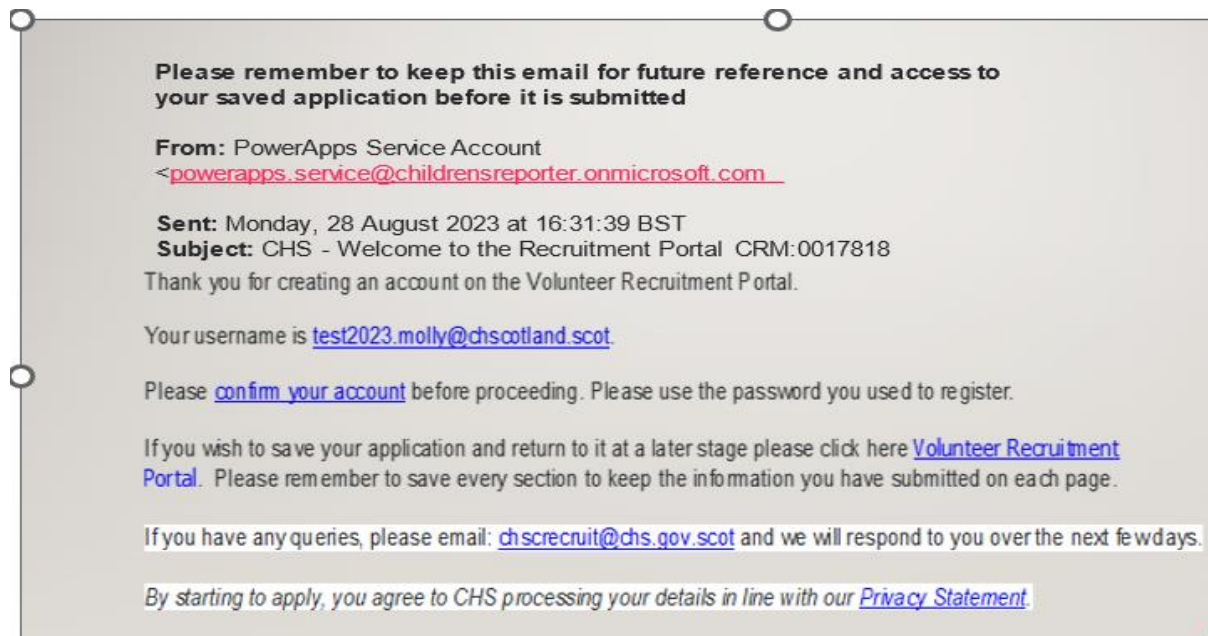 Please remember to keep this email for future reference and access to
your saved application before it is submitted
From: PowerApps Service Account
<powerapps.service@childrensreporter.onmicrosoft.com
Sent: Monday, 28 August 2023 at 16:31:39 BST
Subject: CHS - Welcome to the Recruitment Portal CRM:0017818
Thank you for creating an account on the Volunteer Recruitment Portal.
Your username is test2023.molly@chscotland.scot.
Please confirm your account before proceeding. Please use the password you used to register.
If you wish to save your application and return to it at a later stage please click here Volunteer Recruitment
Portal. Please remember to save every section to keep the information you have submitted on each page.
If you have any queries, please email: chscrecruit@chs.gov.scot and we will respond to you over the next few days.
By starting to apply, you agree to CHS processing your details in line with our Privacy Statement.